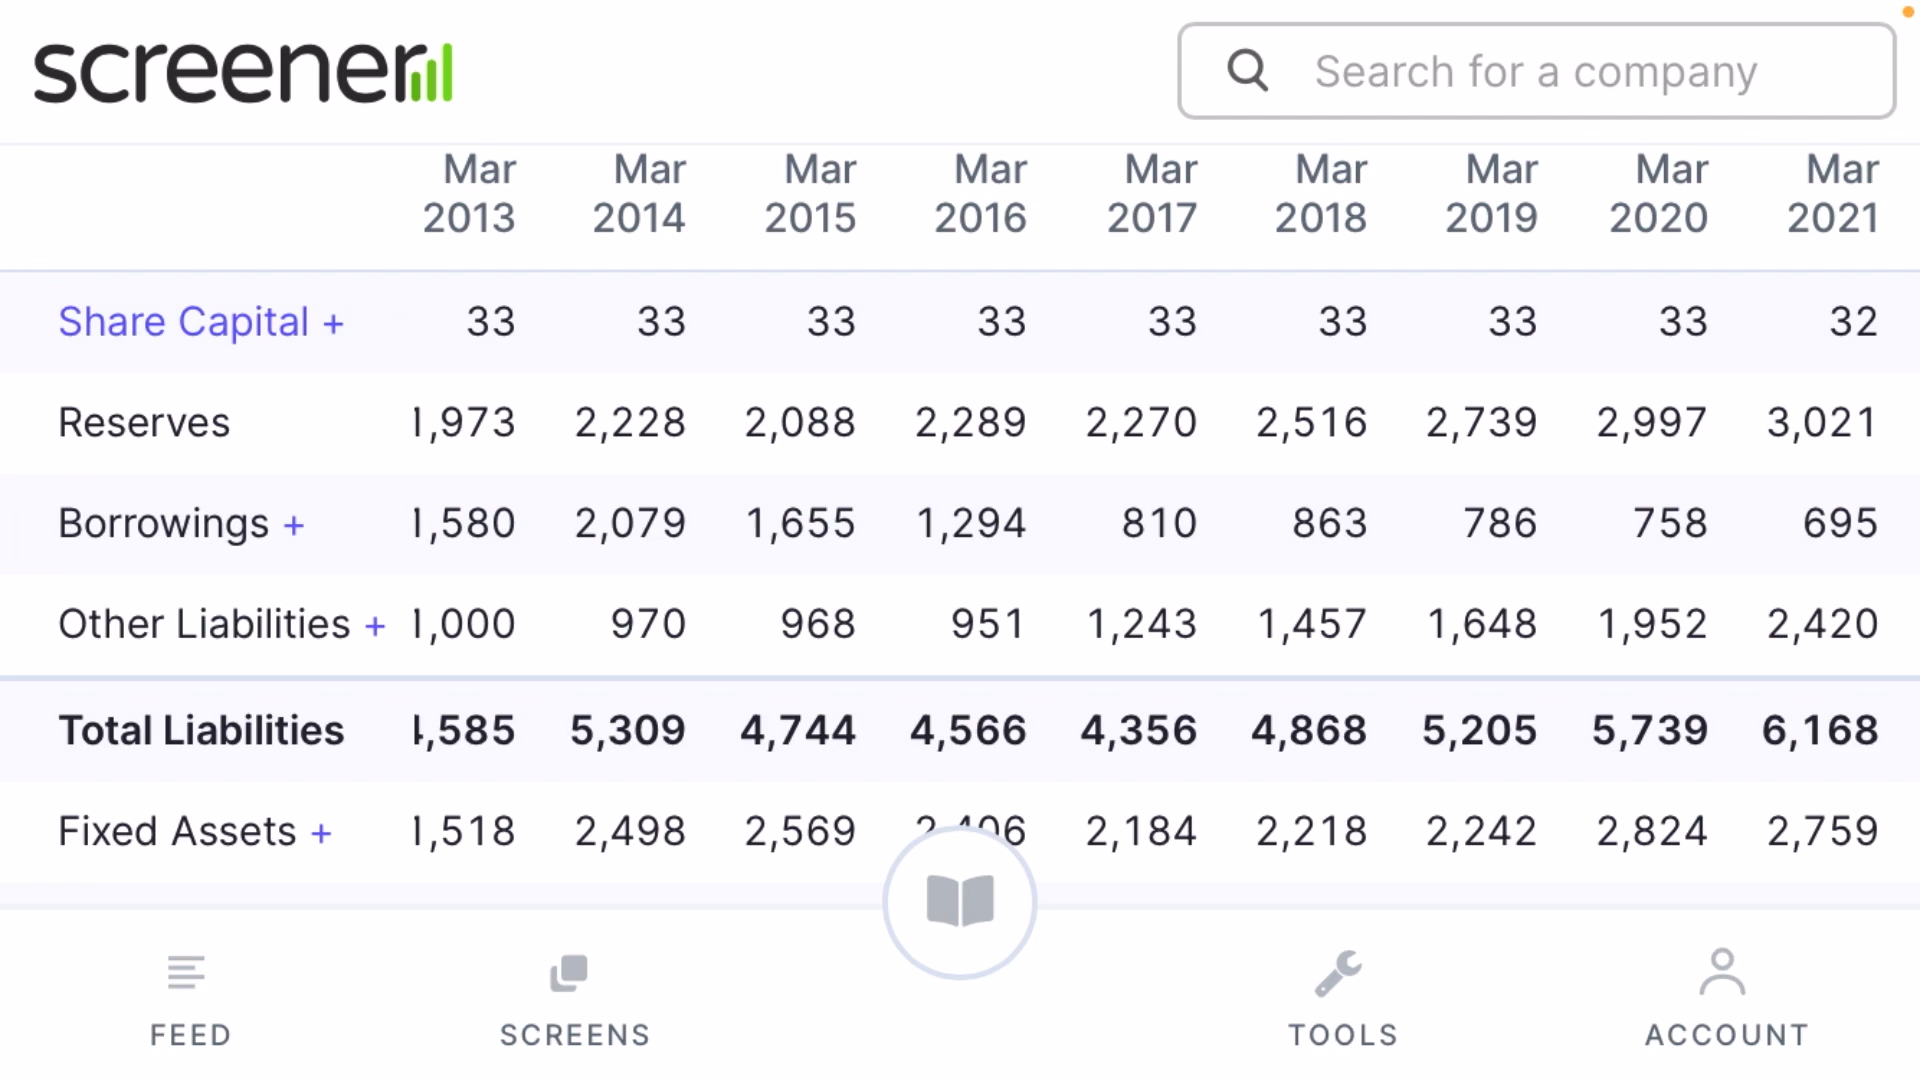 screener
Search for a company
Mar Mar Mar Mar Mar Mar Mar Mar Mar
2013 2014 2015 2016 2017 2018 2019 2020 2021
Share Capital + 33 33 33 33 33 33 33 33 32
Reserves 1,973 2,228 2,088 2,289 2,270 2,516 2,739 2,997 3,021
Borrowings + 1,580 2,079 1,655 1,294 810 863 786 758 695
Other Liabilities + 1,000 970 968 951 1,243 1,457 1,648 1,952 2,420
Total Liabilities ,585 5,309 4,744 4,566 4,356 4,868 5,205 5,739 6,168
Fixed Assets + 1,518 2,498 2,569 2,184 2,218 2,242 2,824 2,759
FEED SCREENS TOOLS ACCOUNT